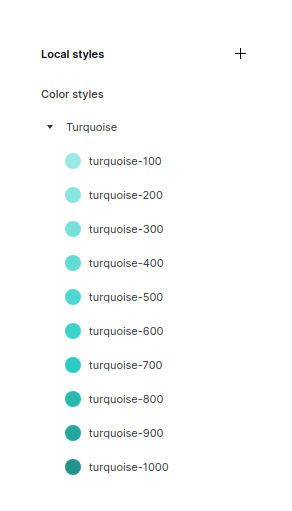 Local styles
Color styles
Turquoise
turquoise-100
turquoise-200
turquoise-300
turquoise-400
turquoise-500
turquoise-600
turquoise-700
turquoise-800
turquoise-900
turquoise-1000